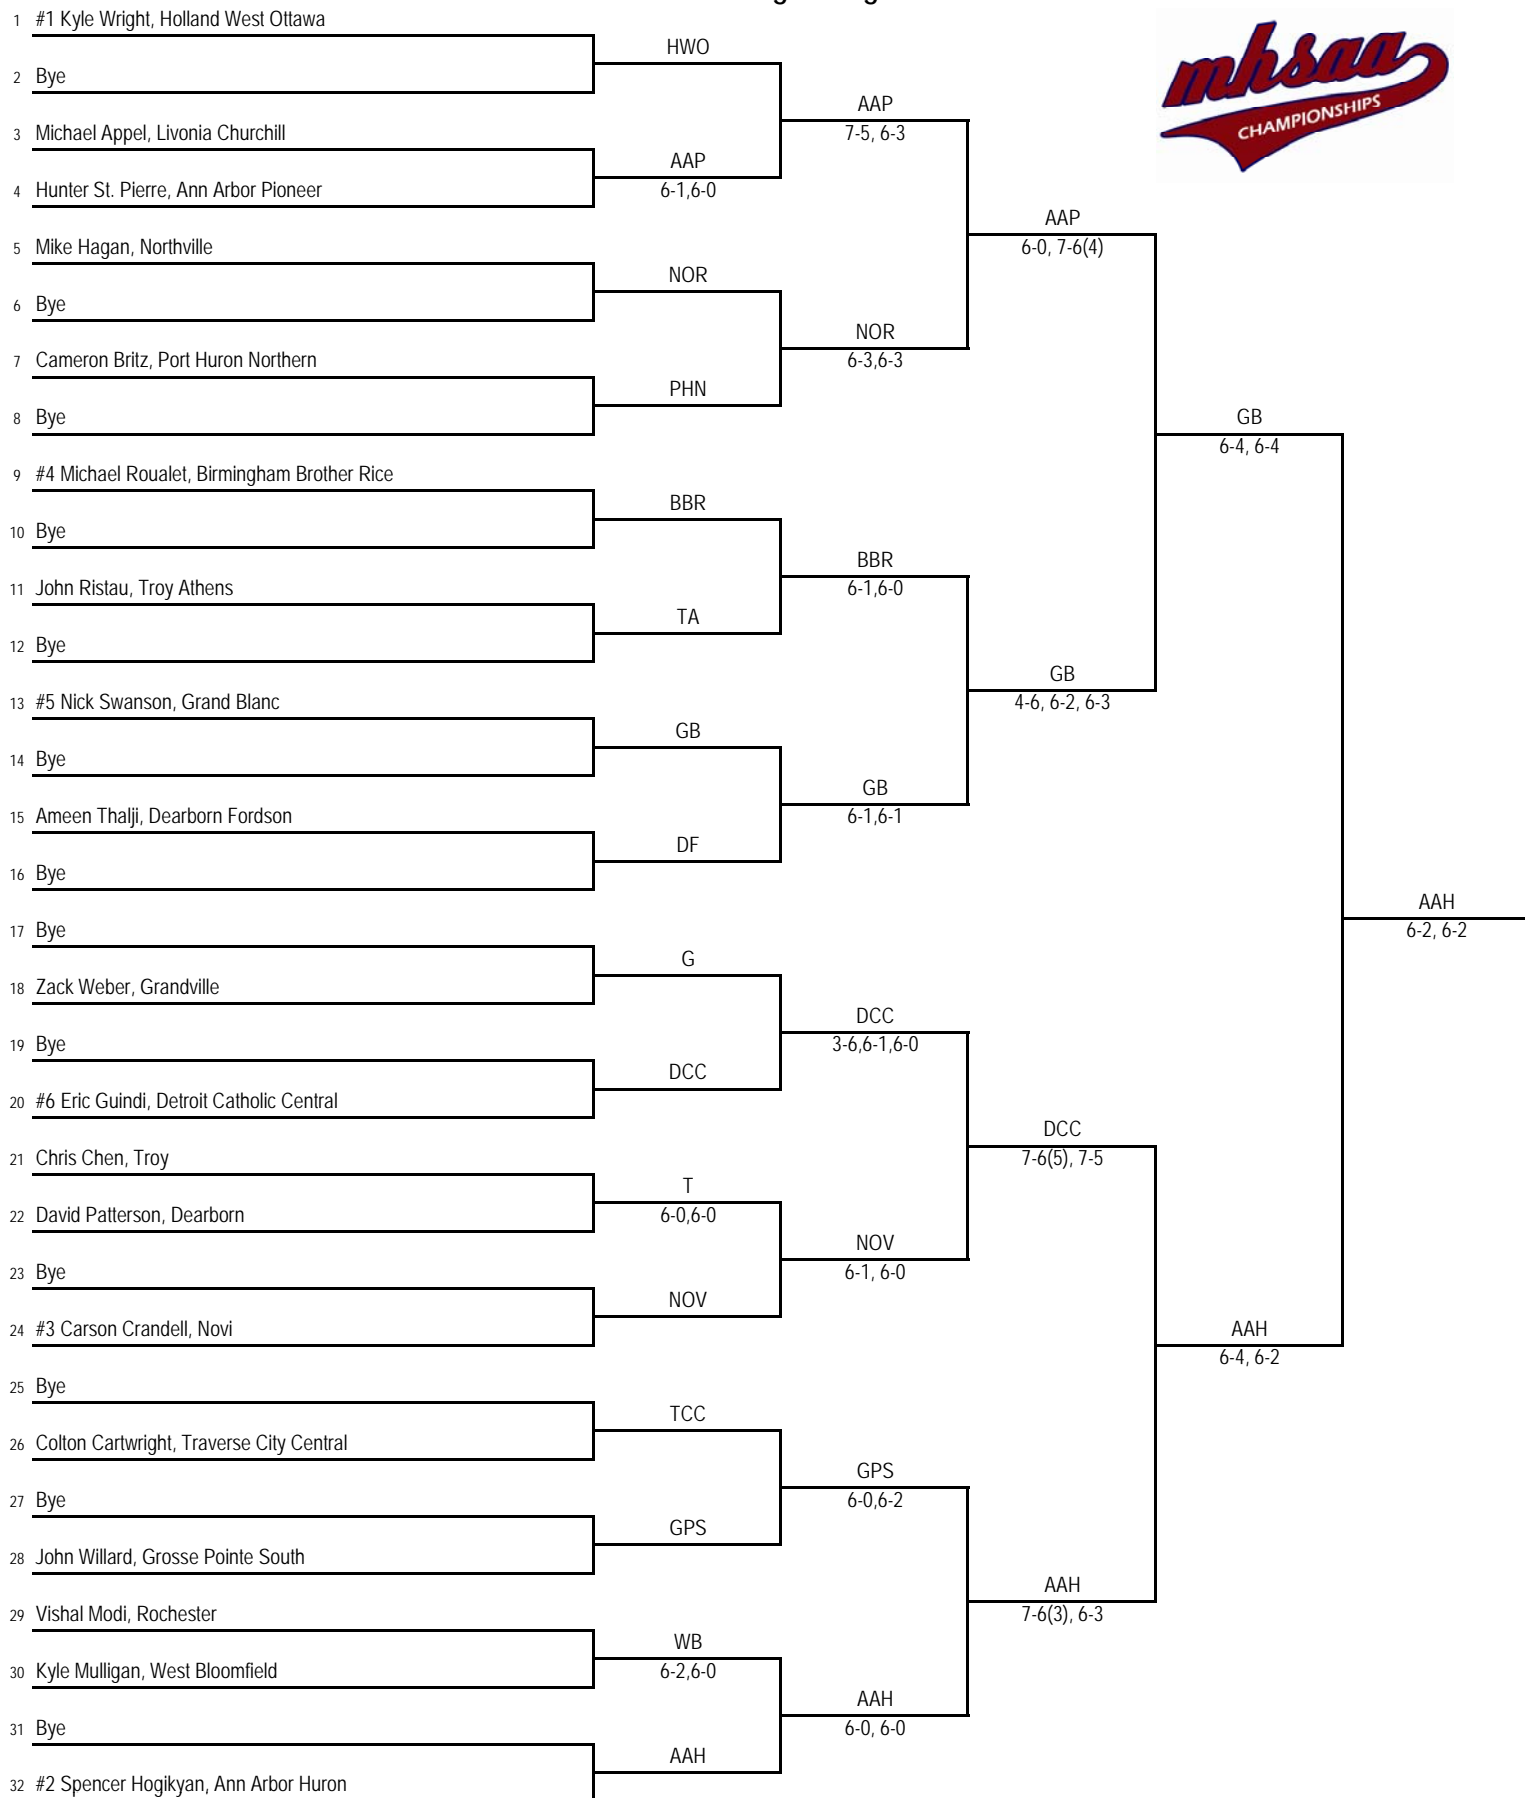 1 #1 Kyle Wright, Holland West Ottawa
HWO
2 Bye
AAP
7-5, 6-3
3 Michael Appel, Livonia Churchill
AAP
6-1,6-0
4 Hunter St. Pierre, Ann Arbor Pioneer
AAP
6-0, 7-6(4)
5 Mike Hagan, Northville
NOR
6 Bye
NOR
6-3,6-3
7 Cameron Britz, Port Huron Northern
PHN
8 Bye
GB
6-4, 6-4
9 #4 Michael Roualet, Birmingham Brother Rice
BBR
10 Bye
BBR
6-1,6-0
11 John Ristau, Troy Athens
TA
12 Bye
GB
4-6, 6-2, 6-3
13 #5 Nick Swanson, Grand Blanc
GB
14 Bye
GB
6-1,6-1
15 Ameen Thalji, Dearborn Fordson
DF
16 Bye
AAH
6-2, 6-2
17 Bye
G
18 Zack Weber, Grandville
DCC
3-6,6-1,6-0
19 Bye
DCC
20 #6 Eric Guindi, Detroit Catholic Central
DCC
7-6(5), 7-5
21 Chris Chen, Troy
T
6-0,6-0
22 David Patterson, Dearborn
NOV
6-1, 6-0
23 Bye
NOV
24 #3 Carson Crandell, Novi
AAH
6-4, 6-2
25 Bye
TCC
26 Colton Cartwright, Traverse City Central
GPS
6-0,6-2
27 Bye
GPS
28 John Willard, Grosse Pointe South
AAH
7-6(3), 6-3
29 Vishal Modi, Rochester
WB
6-2,6-0
30 Kyle Mulligan, West Bloomfield
AAH
6-0, 6-0
31 Bye
AAH
32 #2 Spencer Hogikyan, Ann Arbor Huron
mhsaa
CHAMPIONSHIPS